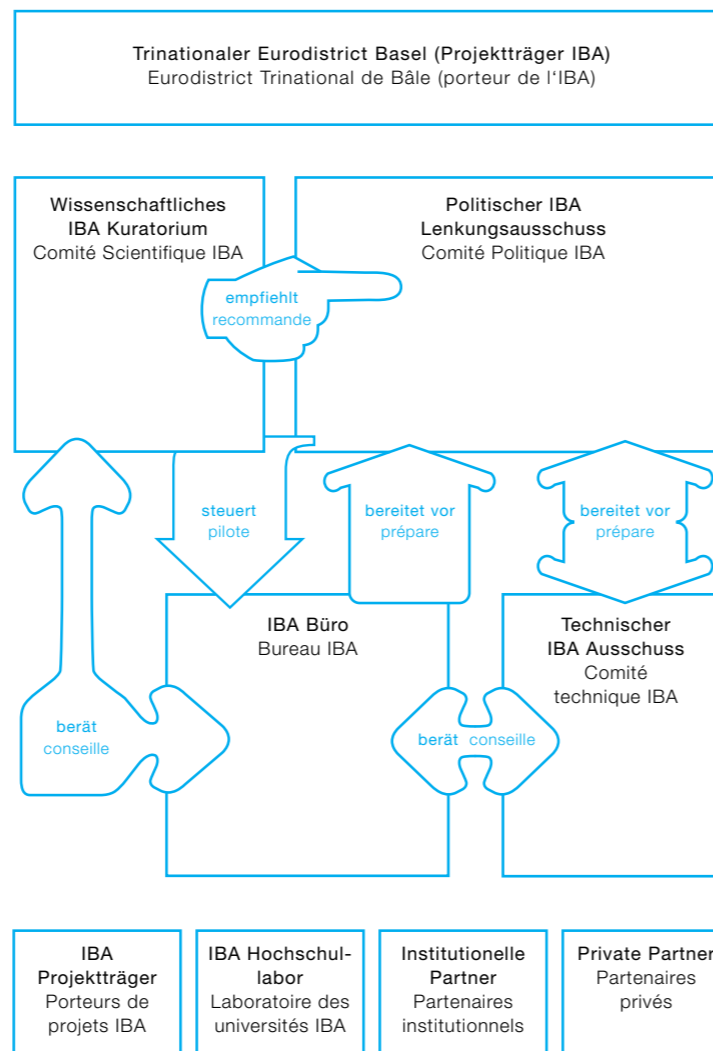 Trinationaler Eurodistrict Basel (Projektträger IBA)
Eurodistrict Trinational de Bâle (porteur de l‘IBA)
Wissenschaftliches
IBA Kuratorium
Comité Scientifique IBA
Politischer IBA
Lenkungsausschuss
Comité Politique IBA
empfiehlt
recommande
steuert
pilote
bereitet vor
prépare
bereitet vor
prépare
IBA Büro
Bureau IBA
Technischer
IBA Ausschuss
Comité
technique IBA
berät
conseille
berät conseille
IBA
Projektträger
Porteurs de
projets IBA
IBA Hochschul-
labor
Laboratoire des
universités IBA
Institutionelle
Partner
Partenaires
institutionnels
Private Partner
Partenaires
privés